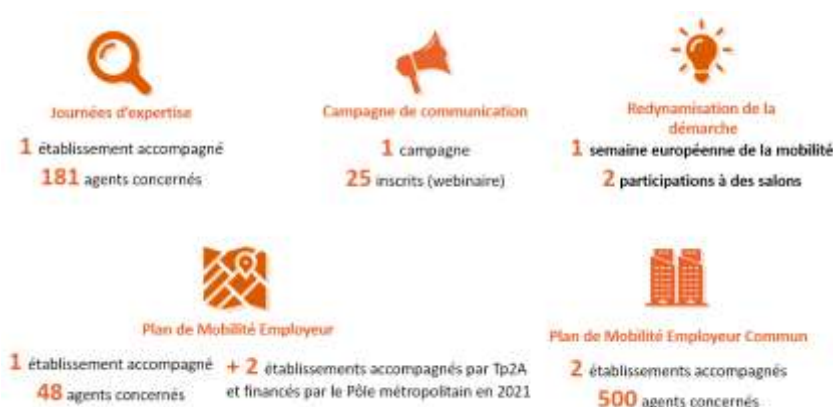 Journées d'expertise
1 établissement accompagné
181 agents concernés
Campagne de communication
1 campagne
25 inscrits (webinaire)
Redynamisation de la
démarche
1 semaine européenne de la mobilité
2 participations à des salons
Plan de Mobilité Employeur
1 établissement accompagné
48 agents concernés
+ 2 établissements accompagnés par Tp2A
et financés par le Pôle métropolitain en 2021
Plan de Mobilité Employeur Commun
2 établissements accompagnés
500 agents concernés